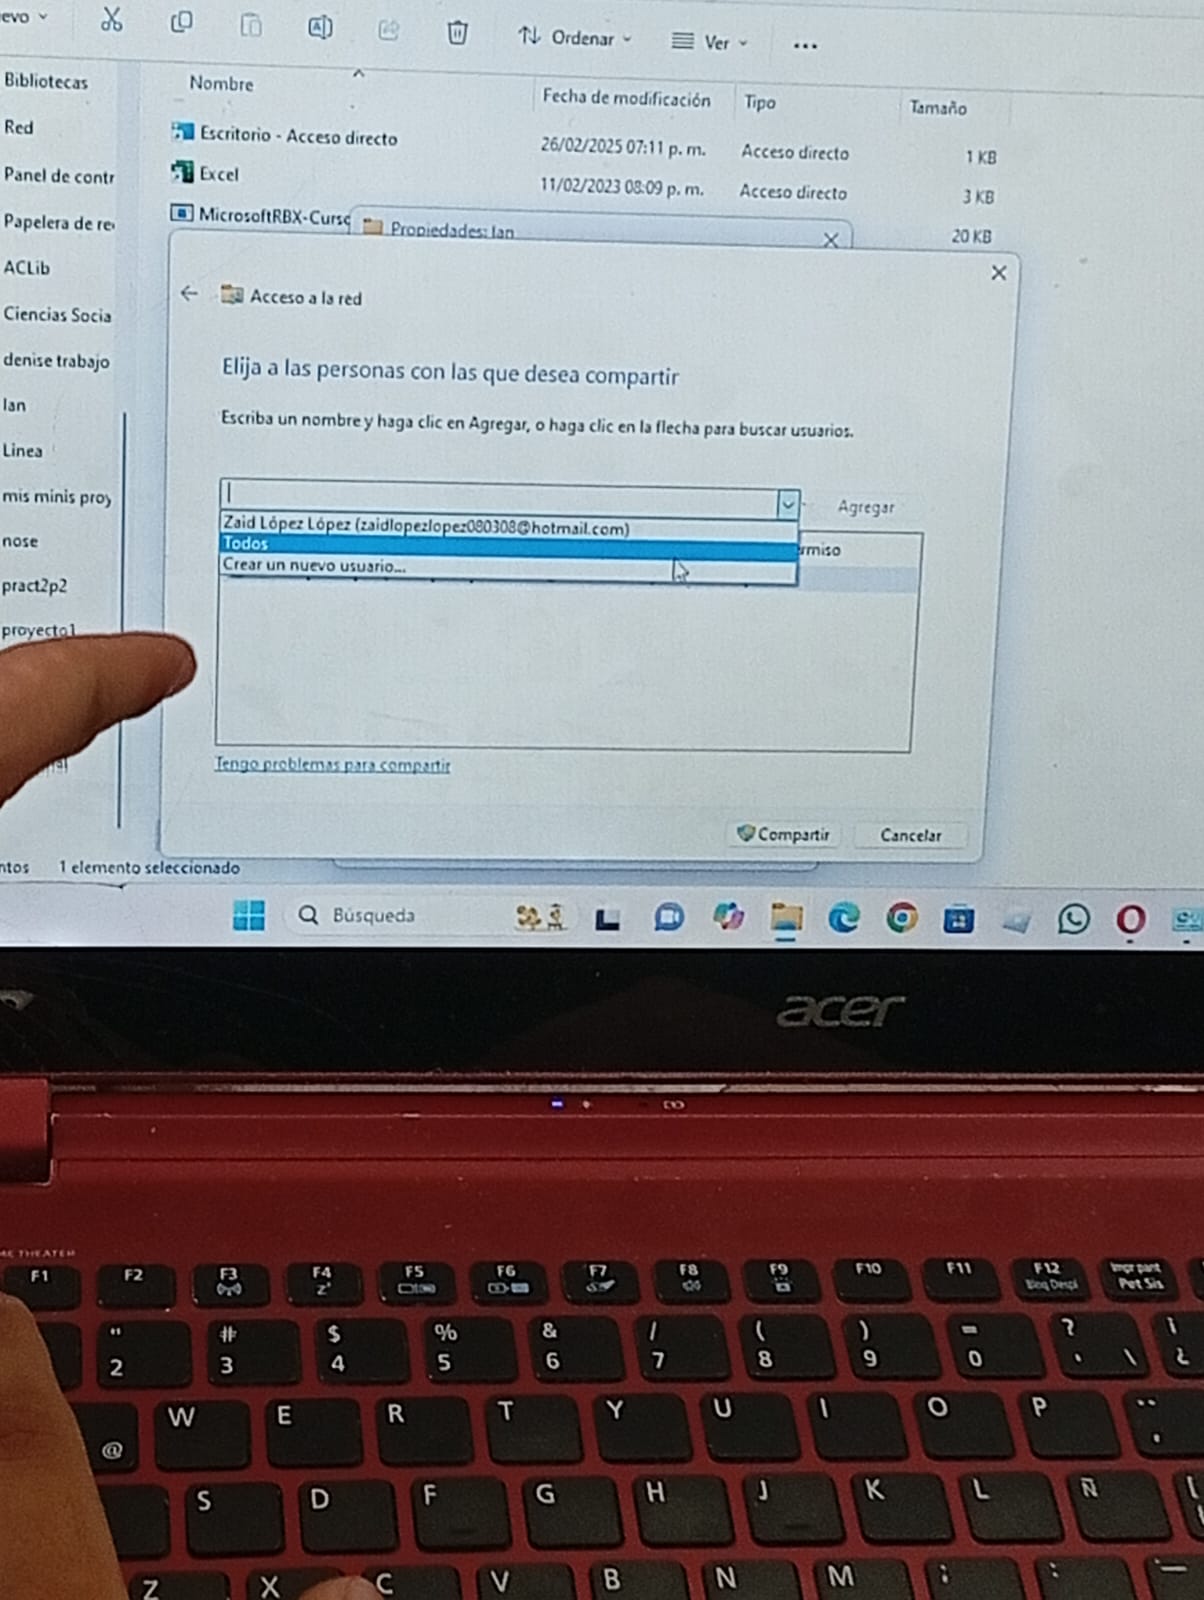 evo
Ordenar
Ver
Nombre
Fecha de modificación
Tipo
Tamaño
Bibliotecas
Red
Panel de contr
Papelera de re
ACLib
Ciencias Socia
denise trabajo
Ian
Linea
mis minis proy
nose
pract2p2
proyecto1
Escritorio - Acceso directo
26/02/2025 07:11 p. m.
Acceso directo
1 KB
Excel
11/02/2023 08:09 p. m.
Acceso directo
3 KB
MicrosoftRBX-Curso
20 KB
Propiedades: Ian
Acceso a la red
Elija a las personas con las que desea compartir
Escriba un nombre y haga clic en Agregar, o haga clic en la flecha para buscar usuarios.
Agregar
Zaid López López (zaidlopezlopez080308@hotmail.com)
Todos
rmiso
Crear un nuevo usuario...
Tengo problemas para compartir
Compartir
Cancelar
ntos
1 elemento seleccionado
Búsqueda
acer
ME THEATER
F1 F2 F3 F4 F5 F6 F7 F8 F9 F10 F11 F12 Impr pant
z
Bloq Despl Pet Sis
" # $ % & / ( ) = ? ¡
2 3 4 5 6 7 8 9 0 ' \ ¿
W E R T Y U I O P ¨
@ ´
S D F G H J K L Ñ [
Z X C V B N M ; : _